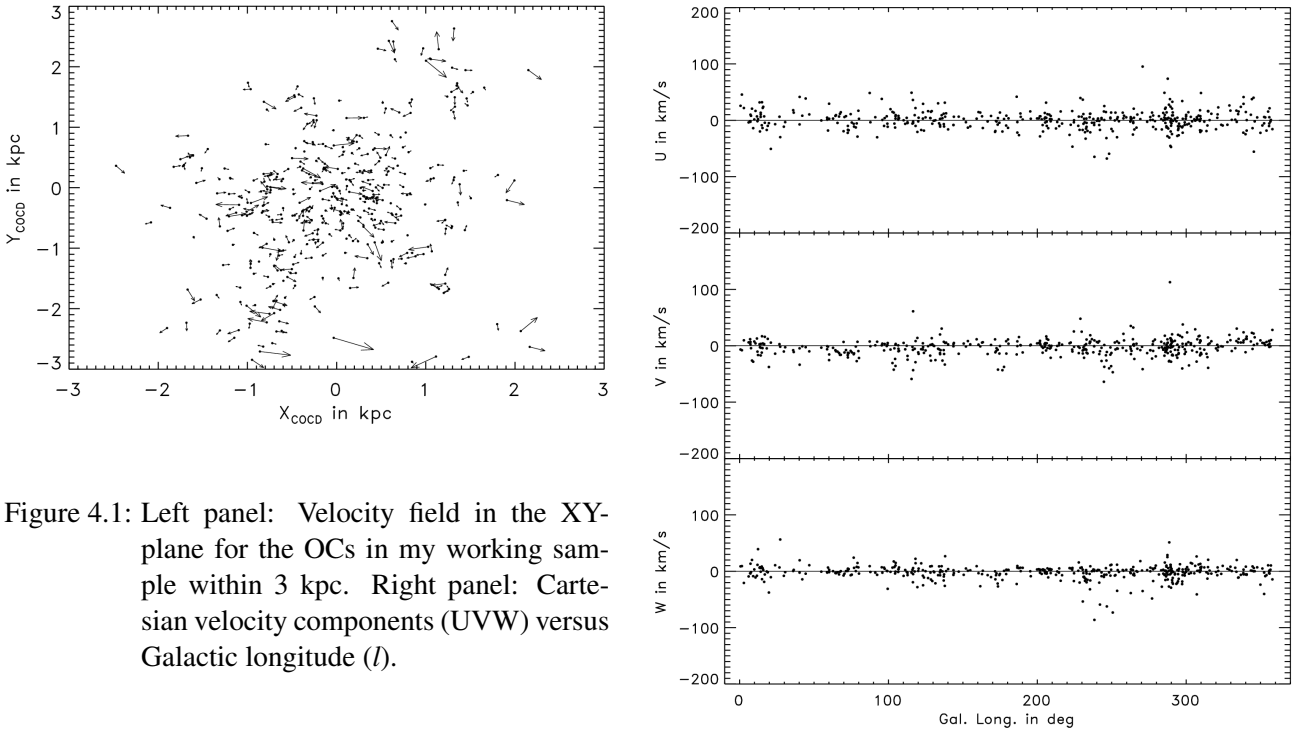 3
2
1
0
−1
−2
−3
Y_COCD in kpc
−3 −2 −1 0 1 2 3
X_COCD in kpc
Figure 4.1: Left panel: Velocity field in the XY-
plane for the OCs in my working sam-
ple within 3 kpc. Right panel: Carte-
sian velocity components (UVW) versus
Galactic longitude (l).
200
100
0
−100
−200
U in km/s
100
0
−100
−200
V in km/s
100
0
−100
−200
W in km/s
0 100 200 300
Gal. Long. in deg